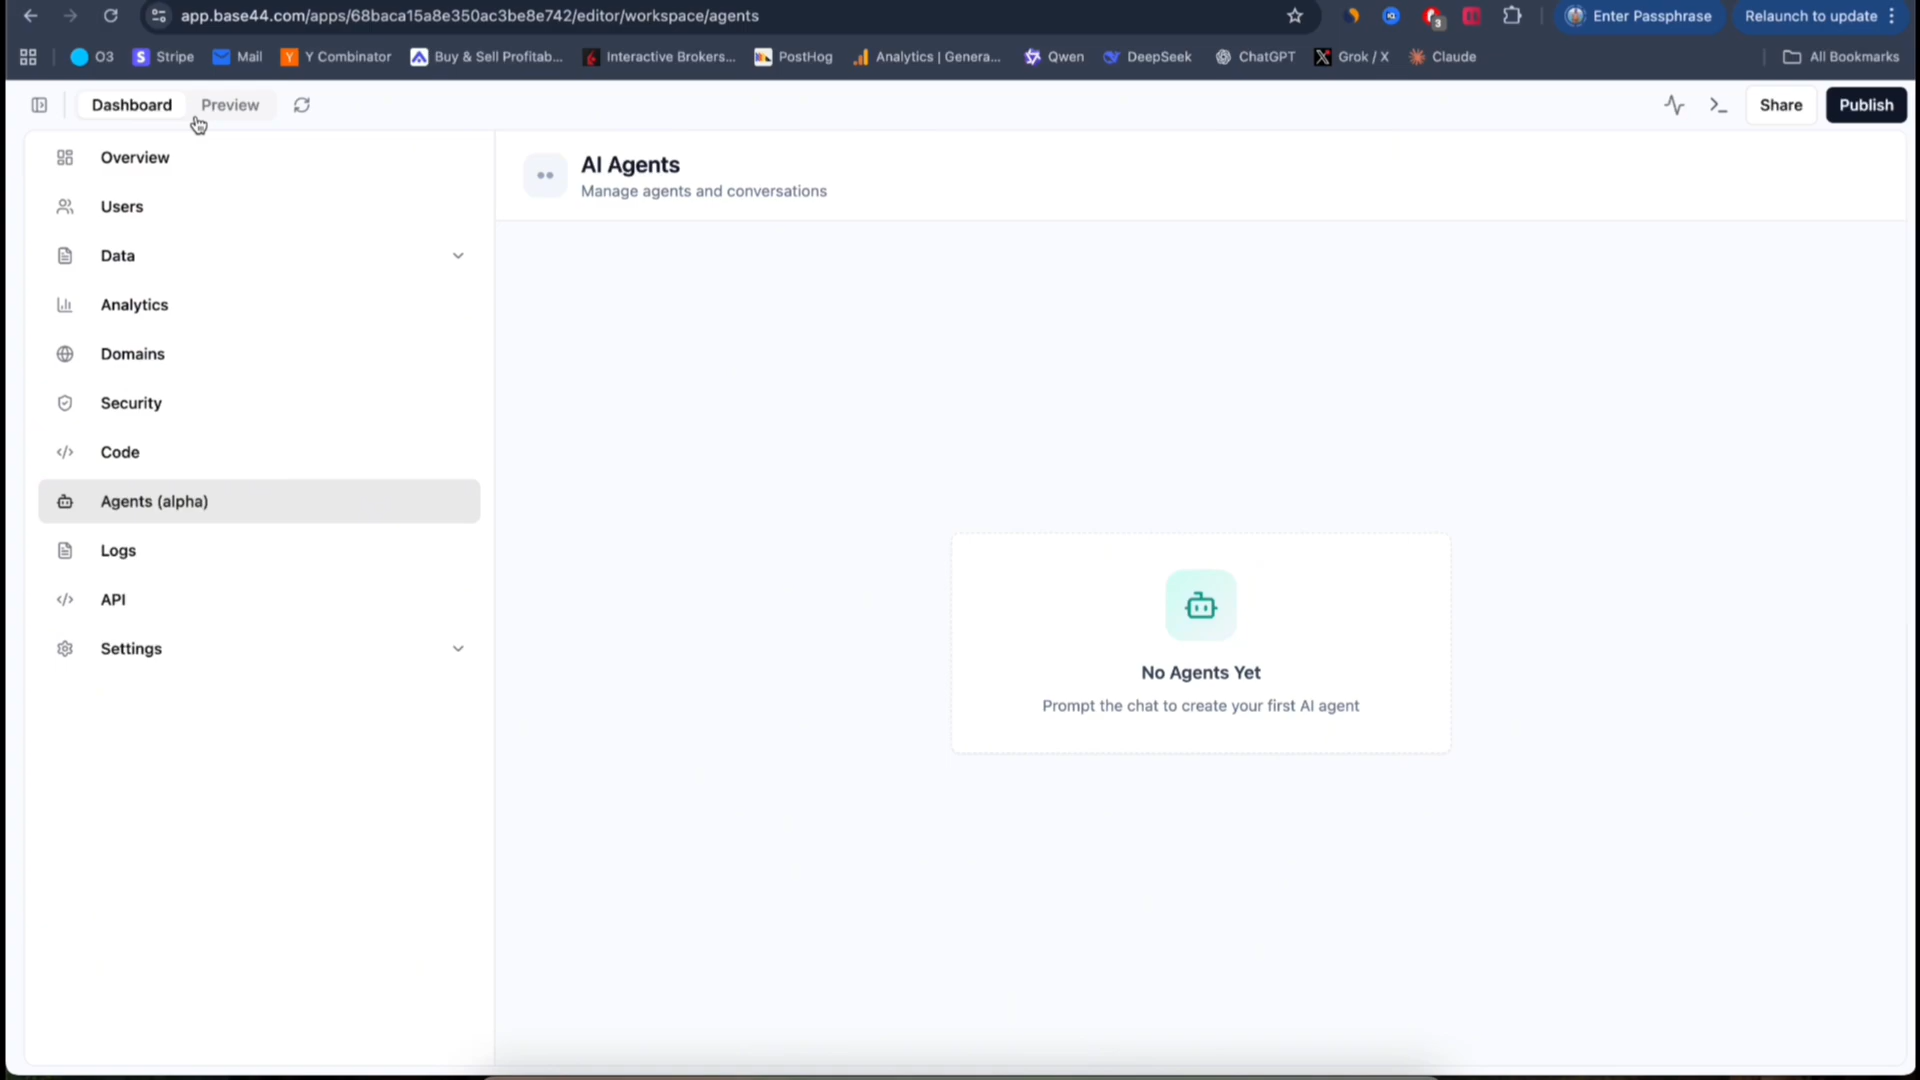 app.base44.com/apps/68baca15a8e350ac3be8e742/editor/workspace/agents
3
Enter Passphrase
Relaunch to update
O3
Stripe
Mail
Y Combinator
Buy & Sell Profitab...
Interactive Brokers...
PostHog
Analytics | Genera...
Qwen
DeepSeek
ChatGPT
Grok / X
Claude
All Bookmarks
Dashboard
Preview
Share
Publish
Overview
Users
Data
Analytics
Domains
Security
Code
Agents (alpha)
Logs
API
Settings
AI Agents
Manage agents and conversations
No Agents Yet
Prompt the chat to create your first AI agent